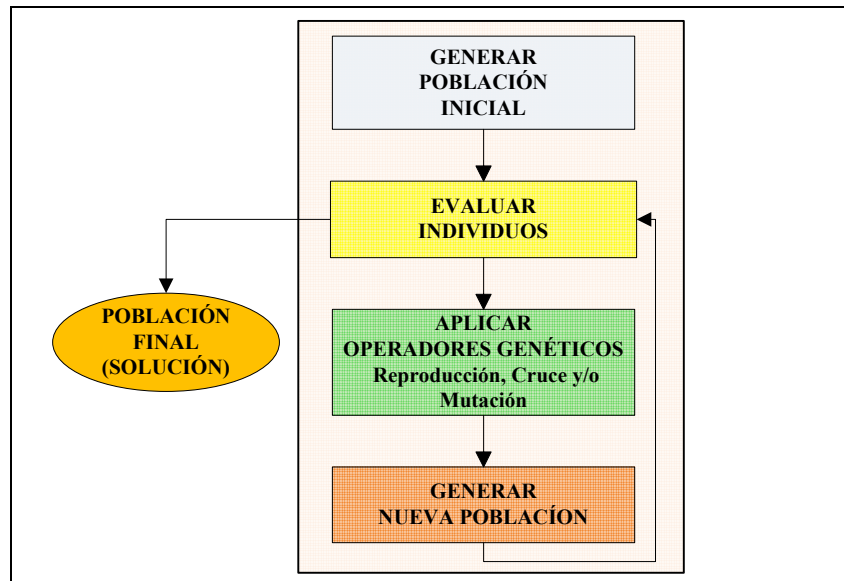 GENERAR
POBLACIÓN
INICIAL
EVALUAR
INDIVIDUOS
POBLACIÓN
FINAL
(SOLUCIÓN)
APLICAR
OPERADORES GENÉTICOS
Reproducción, Cruce y/o
Mutación
GENERAR
NUEVA POBLACÍON